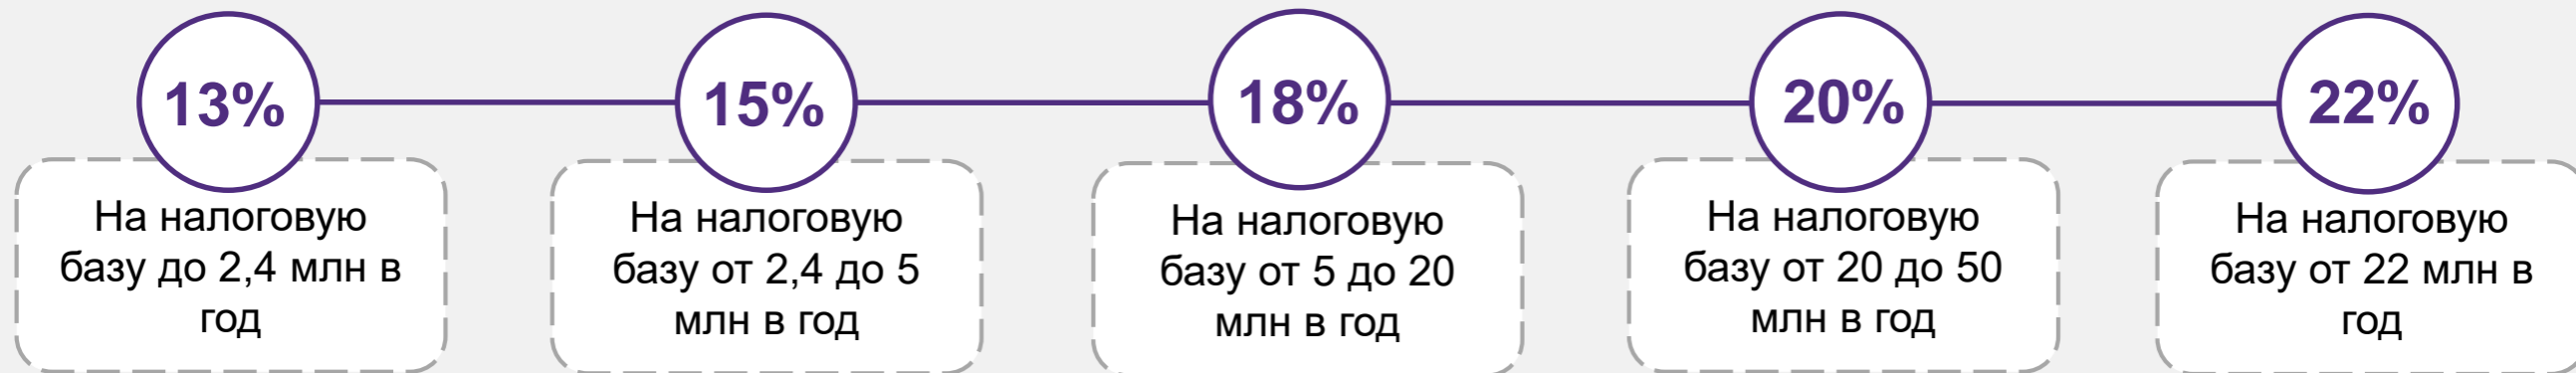 13%
15%
18%
20%
22%
На налоговую
базу до 2,4 млн в
год
На налоговую
базу от 2,4 до 5
млн в год
На налоговую
базу от 5 до 20
млн в год
На налоговую
базу от 20 до 50
млн в год
На налоговую
базу от 22 млн в
год